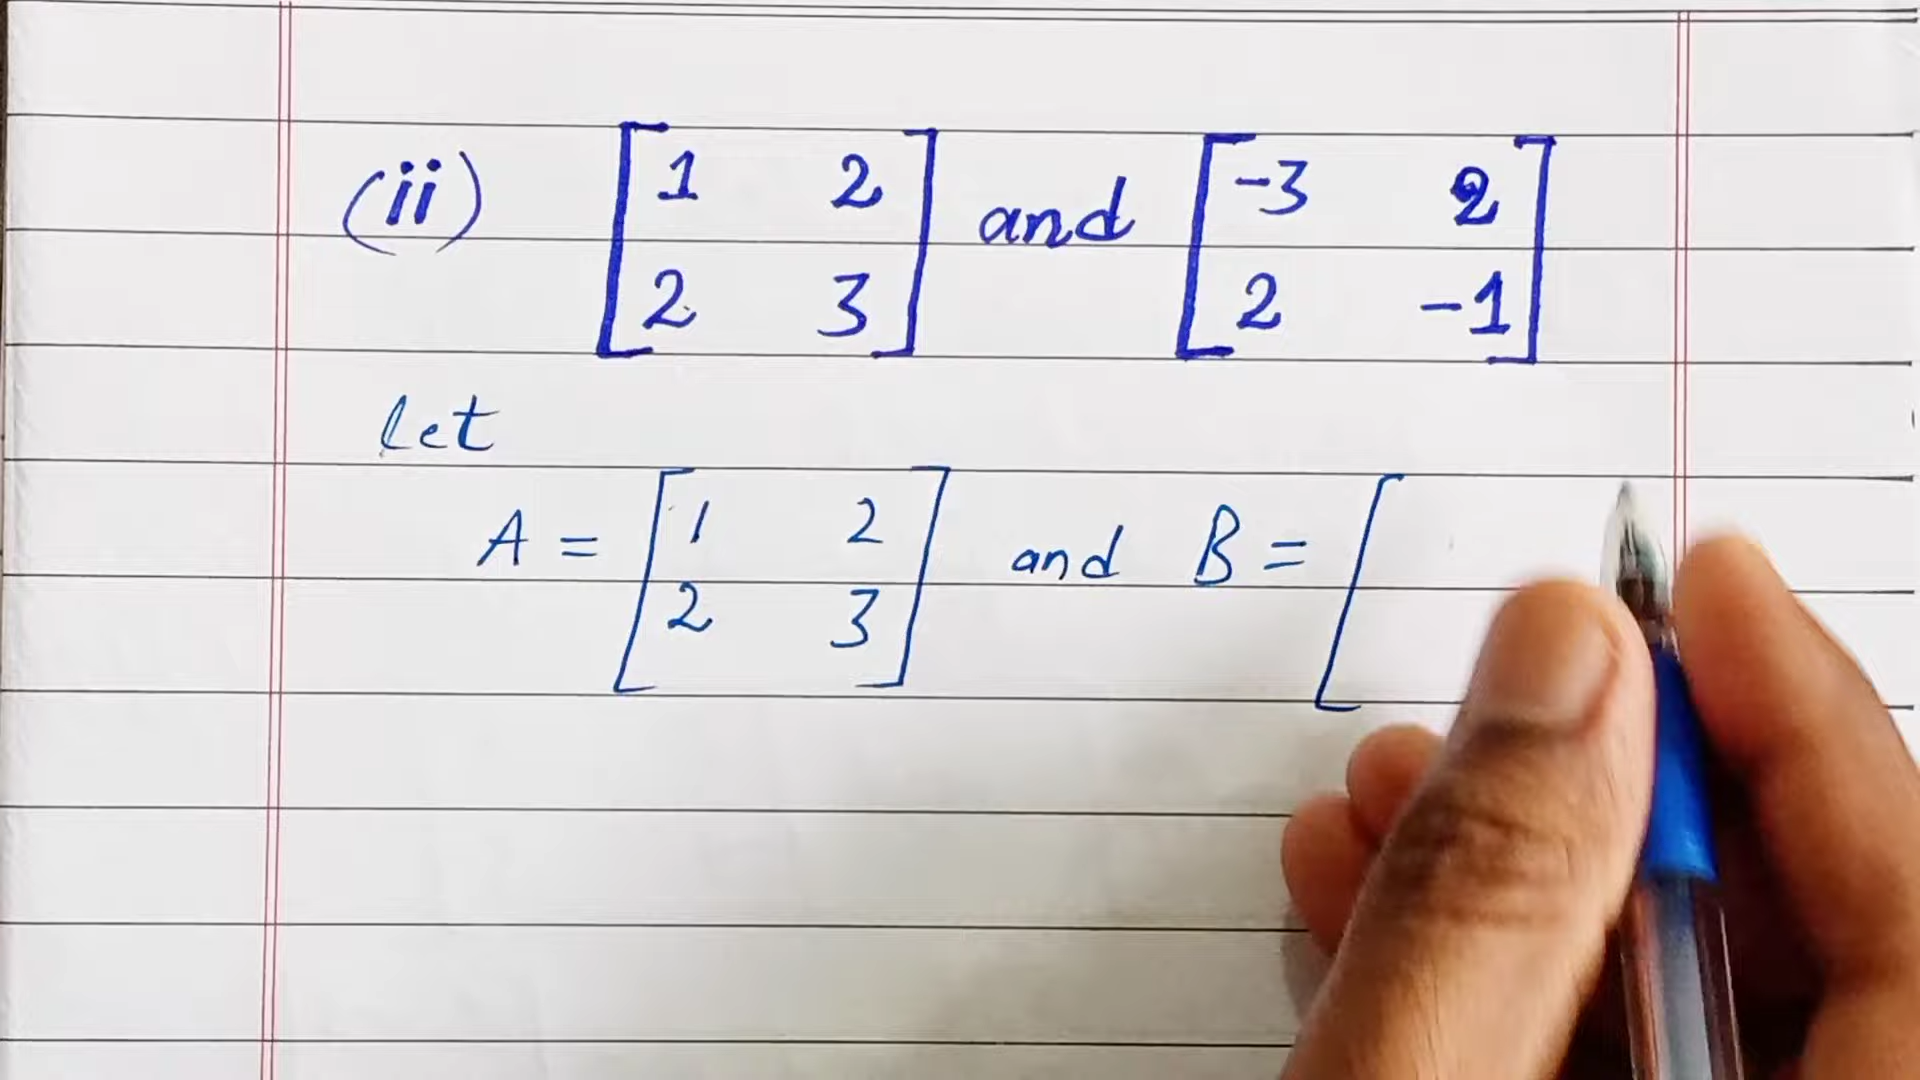 (ii) [1 2 2 3] and [-3 2 2 -1]
let
A = [1 2 2 3] and B = [